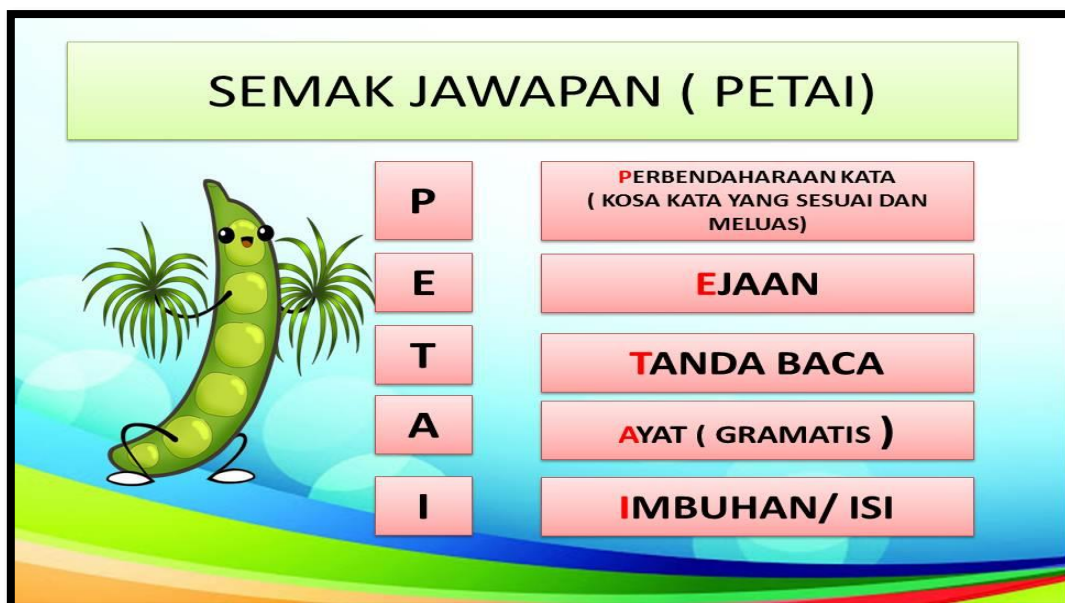 SEMAK JAWAPAN ( PETAI)
P
PERBENDAHARAAN KATA
( KOSA KATA YANG SESUAI DAN
MELUAS)
E
EJAAN
T
TANDA BACA
A
AYAT ( GRAMATIS )
I
IMBUHAN/ ISI